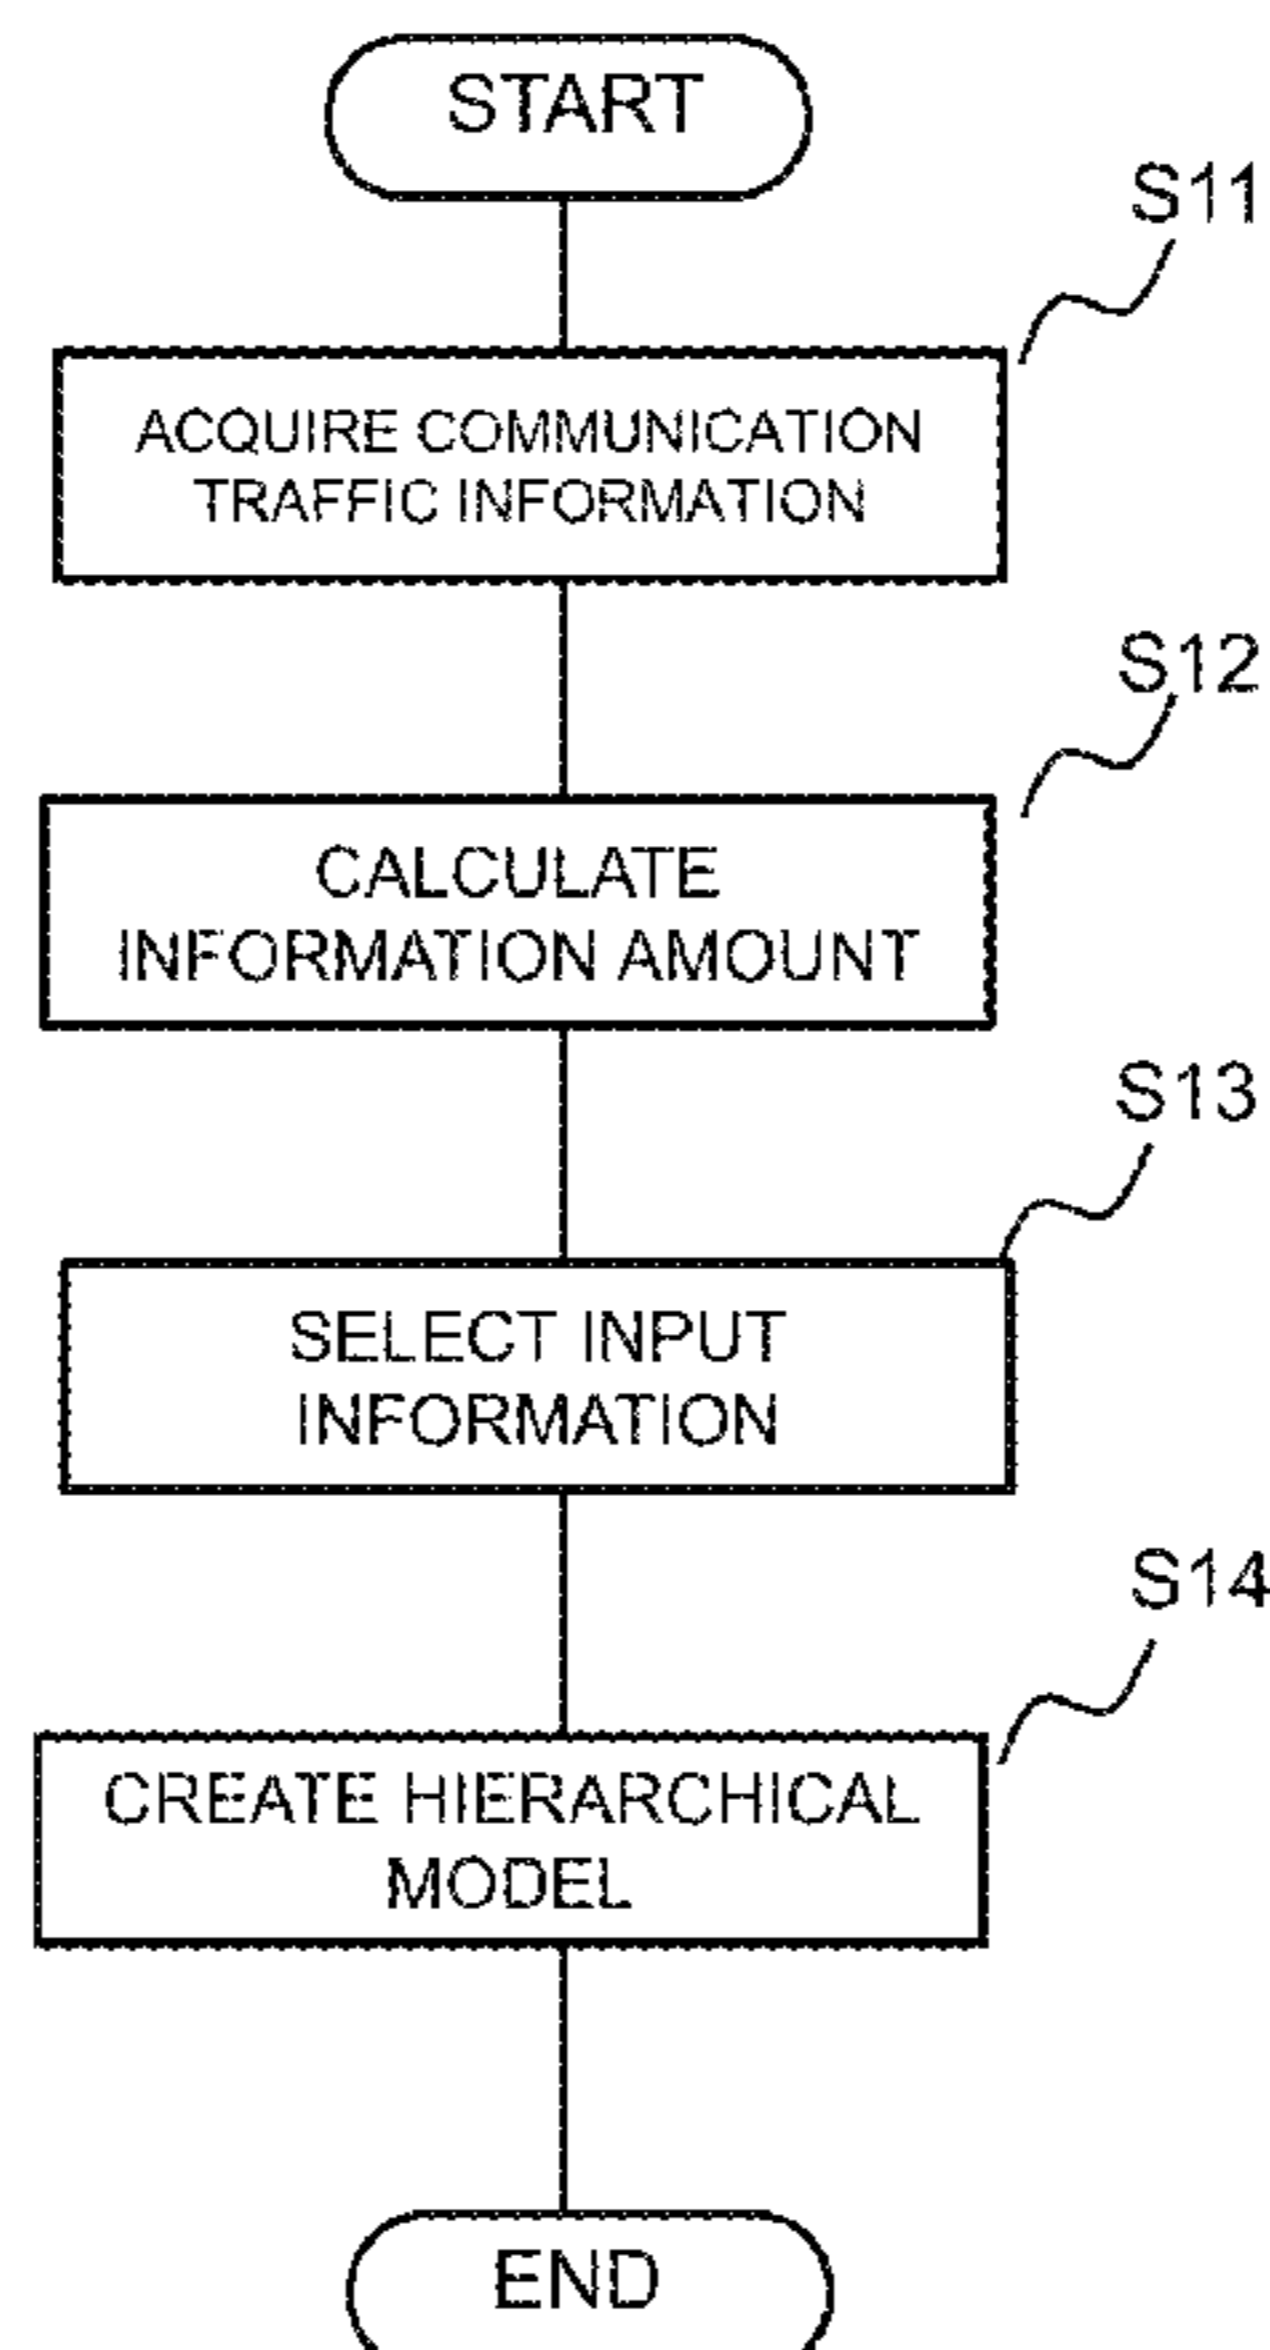 START
S11
ACQUIRE COMMUNICATION
TRAFFIC INFORMATION
S12
CALCULATE
INFORMATION AMOUNT
S13
SELECT INPUT
INFORMATION
S14
CREATE HIERARCHICAL
MODEL
END